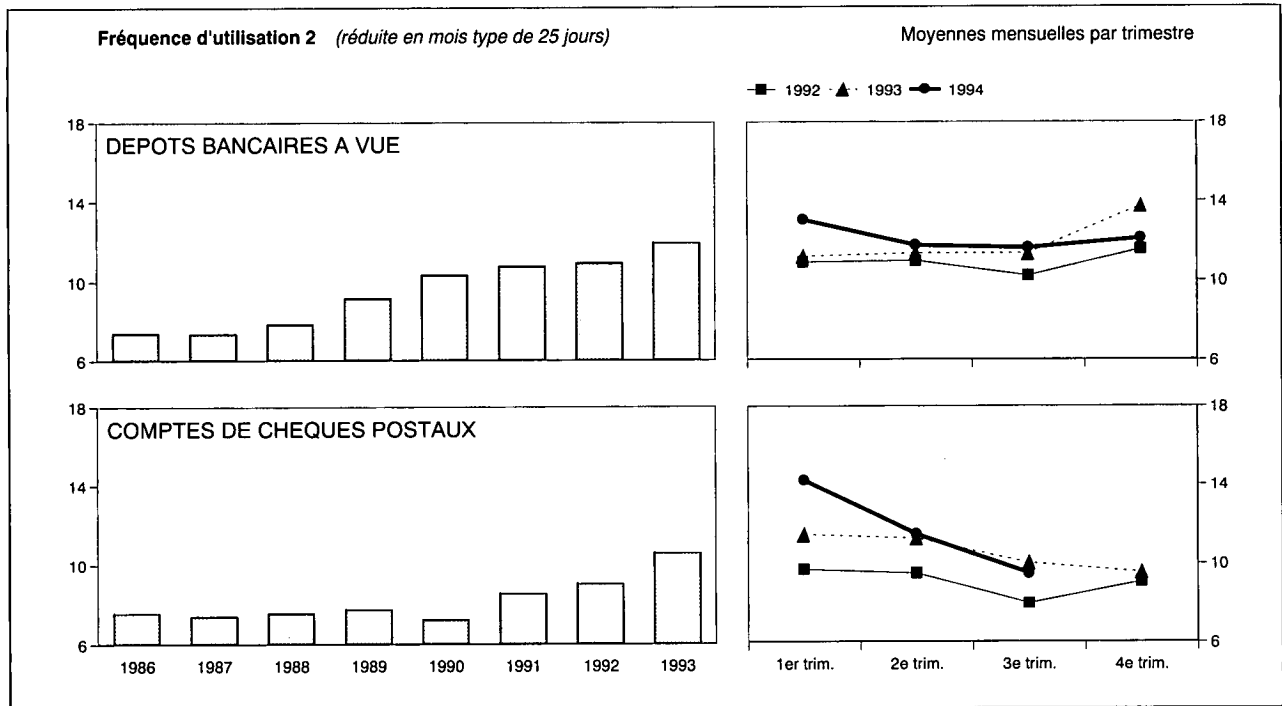 Fréquence d'utilisation 2 (réduite en mois type de 25 jours)
Moyennes mensuelles par trimestre
1992 1993 1994
DEPOTS BANCAIRES A VUE
18
14
10
6
18
14
10
6
COMPTES DE CHEQUES POSTAUX
18
14
10
6
1986 1987 1988 1989 1990 1991 1992 1993
18
14
10
6
1er trim. 2e trim. 3e trim. 4e trim.